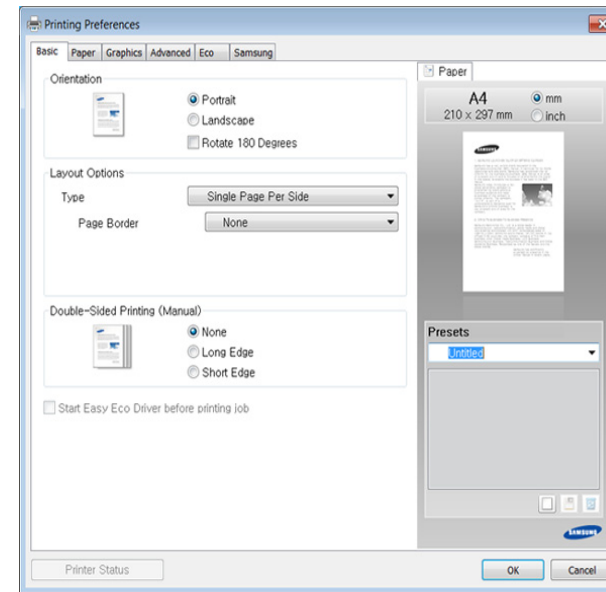 Printing Preferences
Basic Paper Graphics Advanced Eco Samsung
Orientation
Portrait
Landscape
Rotate 180 Degrees
Layout Options
Type Single Page Per Side
Page Border None
Double-Sided Printing (Manual)
None
Long Edge
Short Edge
Start Easy Eco Driver before printing job
Paper
A4
210 x 297 mm
mm
inch
SAMSUNG
Presets
Untitled
SAMSUNG
Printer Status
OK Cancel